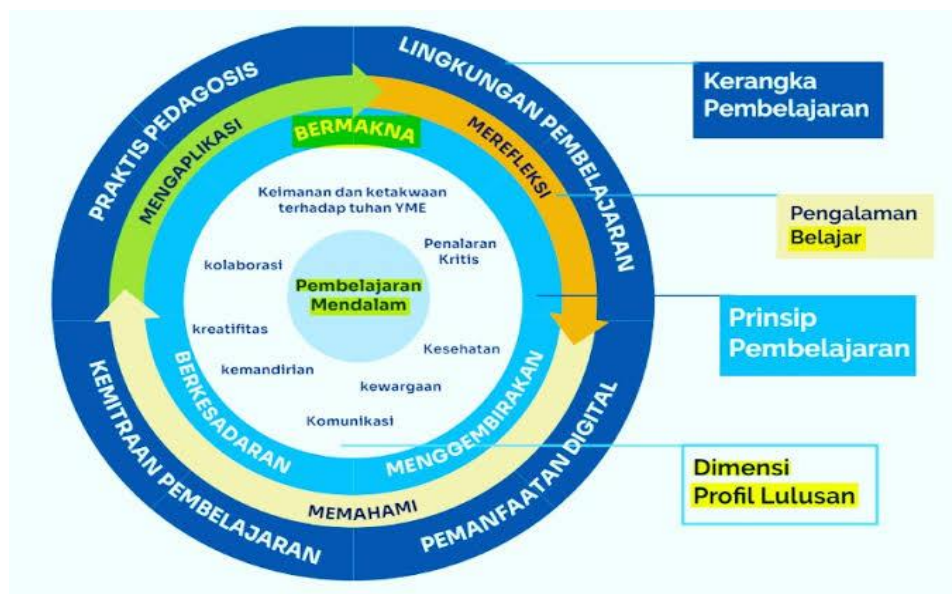 PRAKTIS PEDAGOSIS
LINGKUNGAN PEMBELAJARAN
KEMITRAAN PEMBELAJARAN
PEMANFAATAN DIGITAL
MENGAPLIKASI
MEREFLEKSI
MEMAHAMI
BERMAKNA
BERKESADARAN
MENGGEMBIRAKAN
Keimanan dan ketakwaan
terhadap tuhan YME
Penalaran
Kritis
kolaborasi
Pembelajaran
Mendalam
kreatifitas
Kesehatan
kemandirian
kewargaan
Komunikasi
Kerangka
Pembelajaran
Pengalaman
Belajar
Prinsip
Pembelajaran
Dimensi
Profil Lulusan